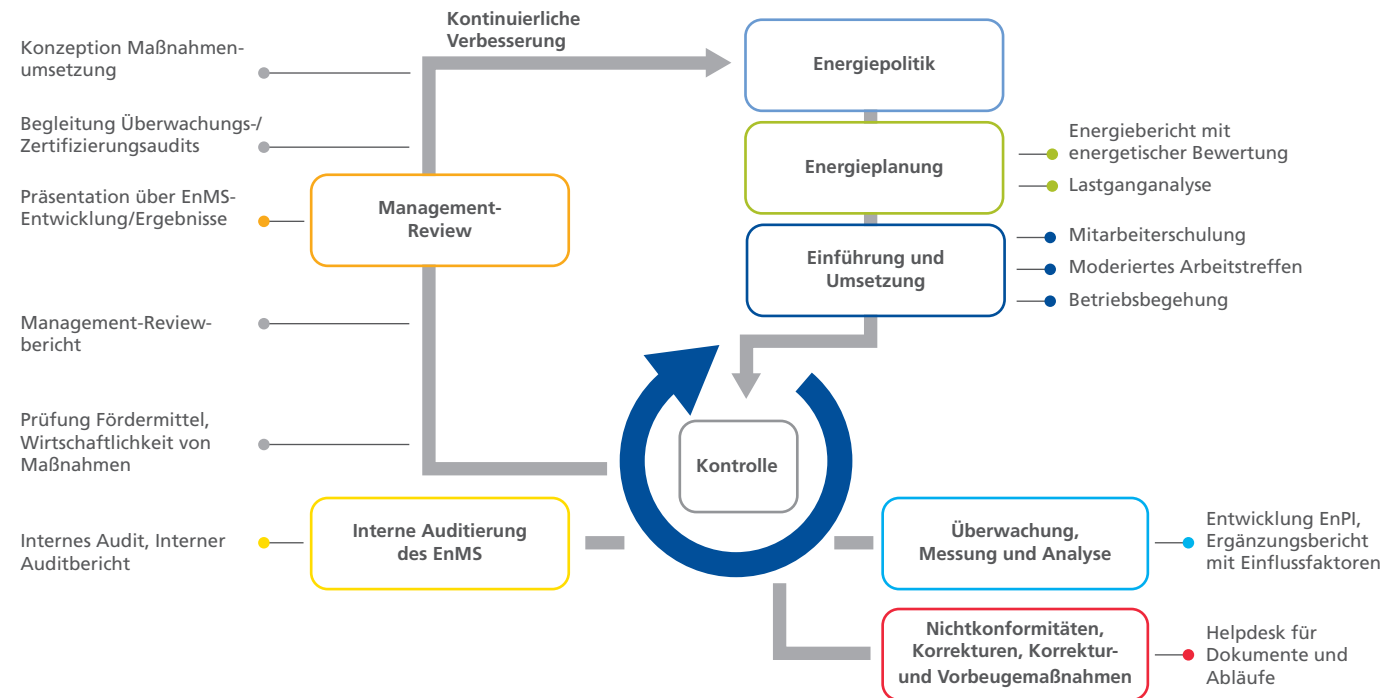 Kontinuierliche
Verbesserung
Konzeption Maßnahmen-
umsetzung
Begleitung Überwachungs-/
Zertifizierungsaudits
Präsentation über EnMS-
Entwicklung/Ergebnisse
Management-
Review
Management-Review-
bericht
Prüfung Fördermittel,
Wirtschaftlichkeit von
Maßnahmen
Internes Audit, Interner
Auditbericht
Interne Auditierung
des EnMS
Energiepolitik
Energieplanung
Energiebericht mit
energetischer Bewertung
Lastganganalyse
Einführung und
Umsetzung
Mitarbeiterschulung
Moderiertes Arbeitstreffen
Betriebsbegehung
Kontrolle
Überwachung,
Messung und Analyse
Entwicklung EnPI,
Ergänzungsbericht
mit Einflussfaktoren
Nichtkonformitäten,
Korrekturen, Korrektur-
und Vorbeugemaßnahmen
Helpdesk für
Dokumente und
Abläufe